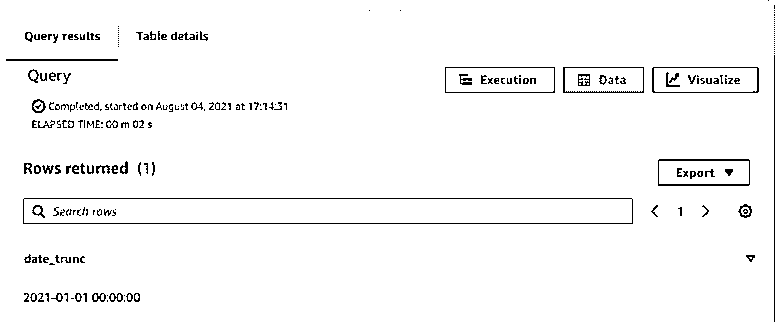 Query results
Table details
Query
Execution
Data
Visualize
Completed, started on August 04, 2021 at 17:14:31
ELAPSED TIME: 00 m 02 s
Rows returned (1)
Export
Search rows
1
date_trunc
2021-01-01 00:00:00